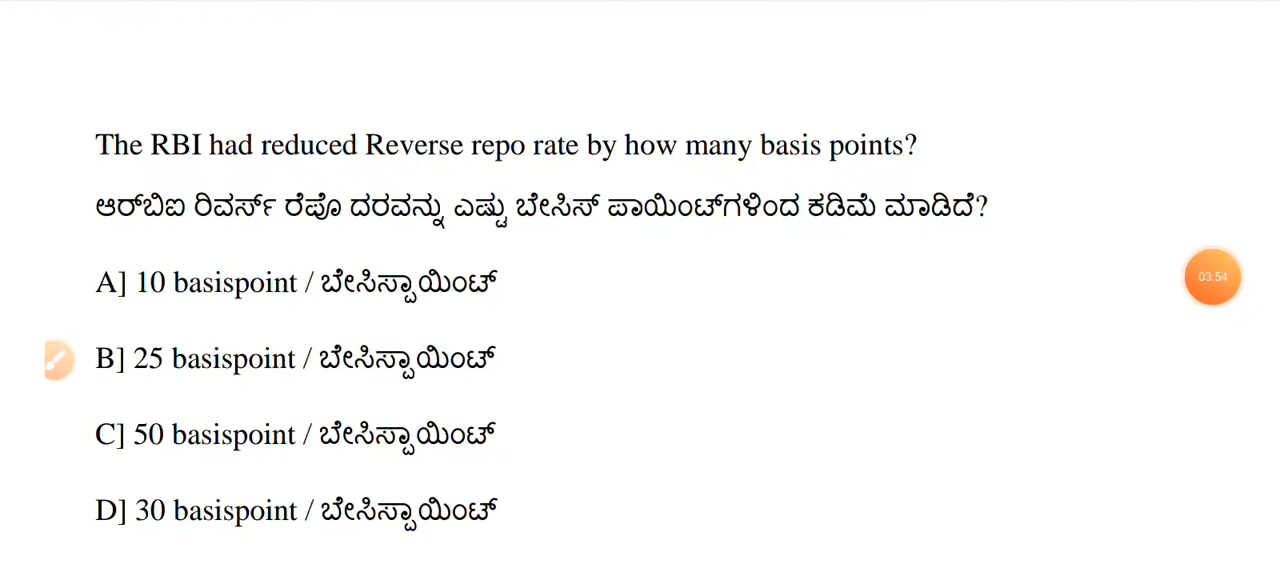 The RBI had reduced Reverse repo rate by how many basis points?
ಆರ್‌ಬಿಐ ರಿವರ್ಸ್ ರೆಪೊ ದರವನ್ನು ಎಷ್ಟು ಬೇಸಿಸ್ ಪಾಯಿಂಟ್‌ಗಳಿಂದ ಕಡಿಮೆ ಮಾಡಿದೆ?
A] 10 basispoint / ಬೇಸಿಸ್ಪಾಯಿಂಟ್
03:54
B] 25 basispoint / ಬೇಸಿಸ್ಪಾಯಿಂಟ್
C] 50 basispoint / ಬೇಸಿಸ್ಪಾಯಿಂಟ್
D] 30 basispoint / ಬೇಸಿಸ್ಪಾಯಿಂಟ್